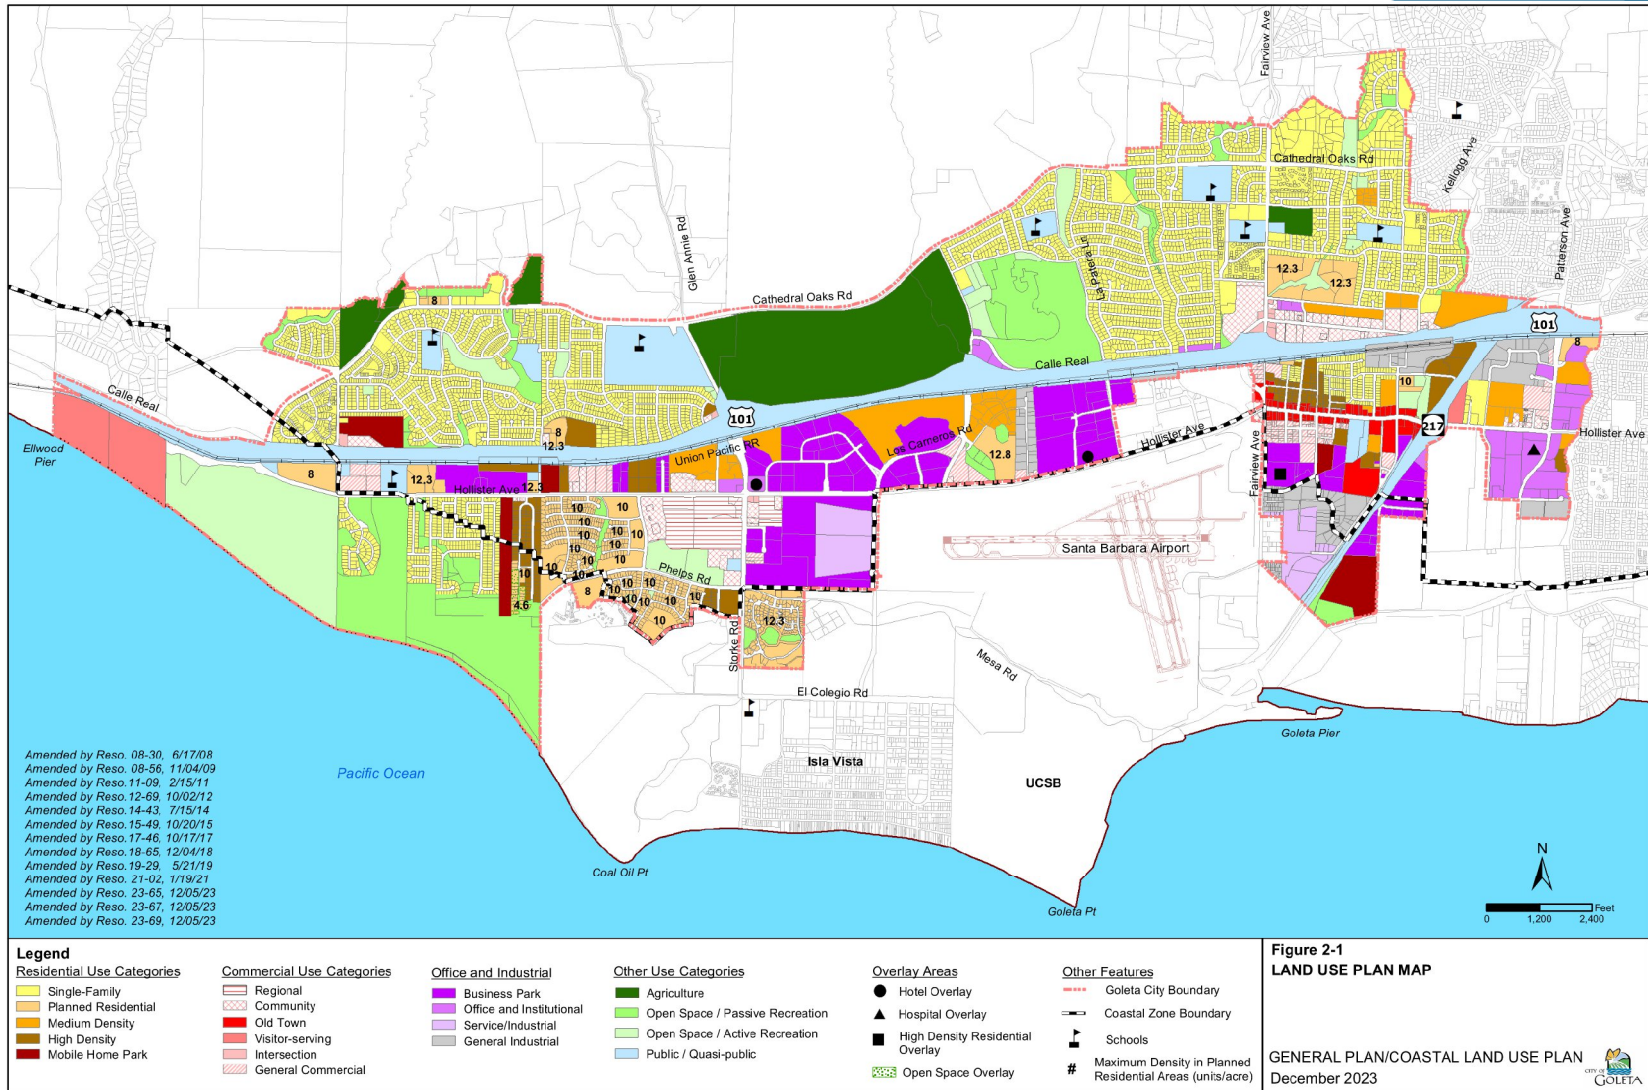 Fairview Ave
Kellogg Ave
Cathedral Oaks Rd
Patterson Ave
Glen Annie Rd
La Patera Ln
12.3
12.3
Cathedral Oaks Rd
8
101
8
Calle Real
Calle Real
10
101
217
8
12.3
Hollister Ave
Hollister Ave
Ellwood
Pier
Union Pacific RR
Los Carneros Rd
12.8
8
12.3
Hollister Ave
12.3
Fairview Ave
10
10
10
10
10
10
10
10
10
10
10
10
10
Santa Barbara Airport
Phelps Rd
8
10
10
10
10
10
10
10
10
4.6
12.3
Storke Rd
Mesa Rd
El Colegio Rd
Goleta Pier
Isla Vista
UCSB
Pacific Ocean
Coal Oil Pt
Goleta Pt
Amended by Reso. 08-30, 6/17/08
Amended by Reso. 08-56, 11/04/09
Amended by Reso.11-09, 2/15/11
Amended by Reso.12-69, 10/02/12
Amended by Reso.14-43, 7/15/14
Amended by Reso.15-49, 10/20/15
Amended by Reso.17-46, 10/17/17
Amended by Reso.18-65, 12/04/18
Amended by Reso.19-29, 5/21/19
Amended by Reso. 21-02, 1/19/21
Amended by Reso. 23-65, 12/05/23
Amended by Reso. 23-67, 12/05/23
Amended by Reso. 23-69, 12/05/23
N
Feet
0 1,200 2,400
Legend
Residential Use Categories
Single-Family
Planned Residential
Medium Density
High Density
Mobile Home Park
Commercial Use Categories
Regional
Community
Old Town
Visitor-serving
Intersection
General Commercial
Office and Industrial
Business Park
Office and Institutional
Service/Industrial
General Industrial
Other Use Categories
Agriculture
Open Space / Passive Recreation
Open Space / Active Recreation
Public / Quasi-public
Overlay Areas
Hotel Overlay
Hospital Overlay
High Density Residential
Overlay
Open Space Overlay
Other Features
Goleta City Boundary
Coastal Zone Boundary
Schools
# Maximum Density in Planned
Residential Areas (units/acre)
Figure 2-1
LAND USE PLAN MAP
GENERAL PLAN/COASTAL LAND USE PLAN
December 2023
CITY OF
GOLETA